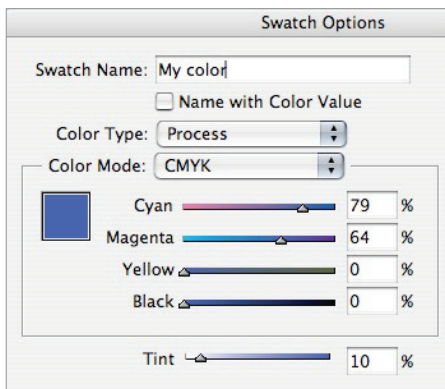 Swatch Options
Swatch Name: My color
Name with Color Value
Color Type: Process
Color Mode: CMYK
Cyan 79 %
Magenta 64 %
Yellow 0 %
Black 0 %
Tint 10 %